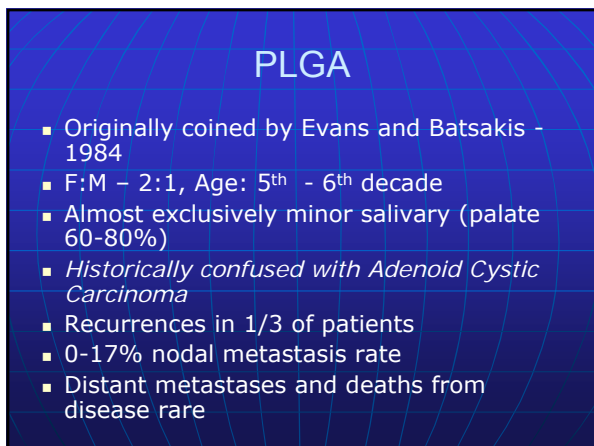 PLGA
▪ Originally coined by Evans and Batsakis -
1984
▪ F:M – 2:1, Age: 5th - 6th decade
▪ Almost exclusively minor salivary (palate
60-80%)
▪ Historically confused with Adenoid Cystic
Carcinoma
▪ Recurrences in 1/3 of patients
▪ 0-17% nodal metastasis rate
▪ Distant metastases and deaths from
disease rare